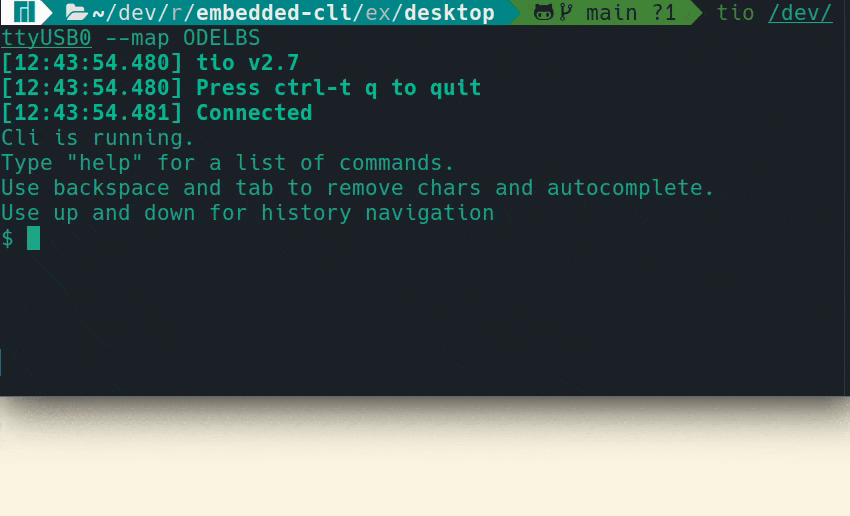 ~/dev/r/embedded-cli/ex/desktop main ?1 tio /dev/
ttyUSB0 --map ODELBS
[12:43:54.480] tio v2.7
[12:43:54.480] Press ctrl-t q to quit
[12:43:54.481] Connected
Cli is running.
Type "help" for a list of commands.
Use backspace and tab to remove chars and autocomplete.
Use up and down for history navigation
$